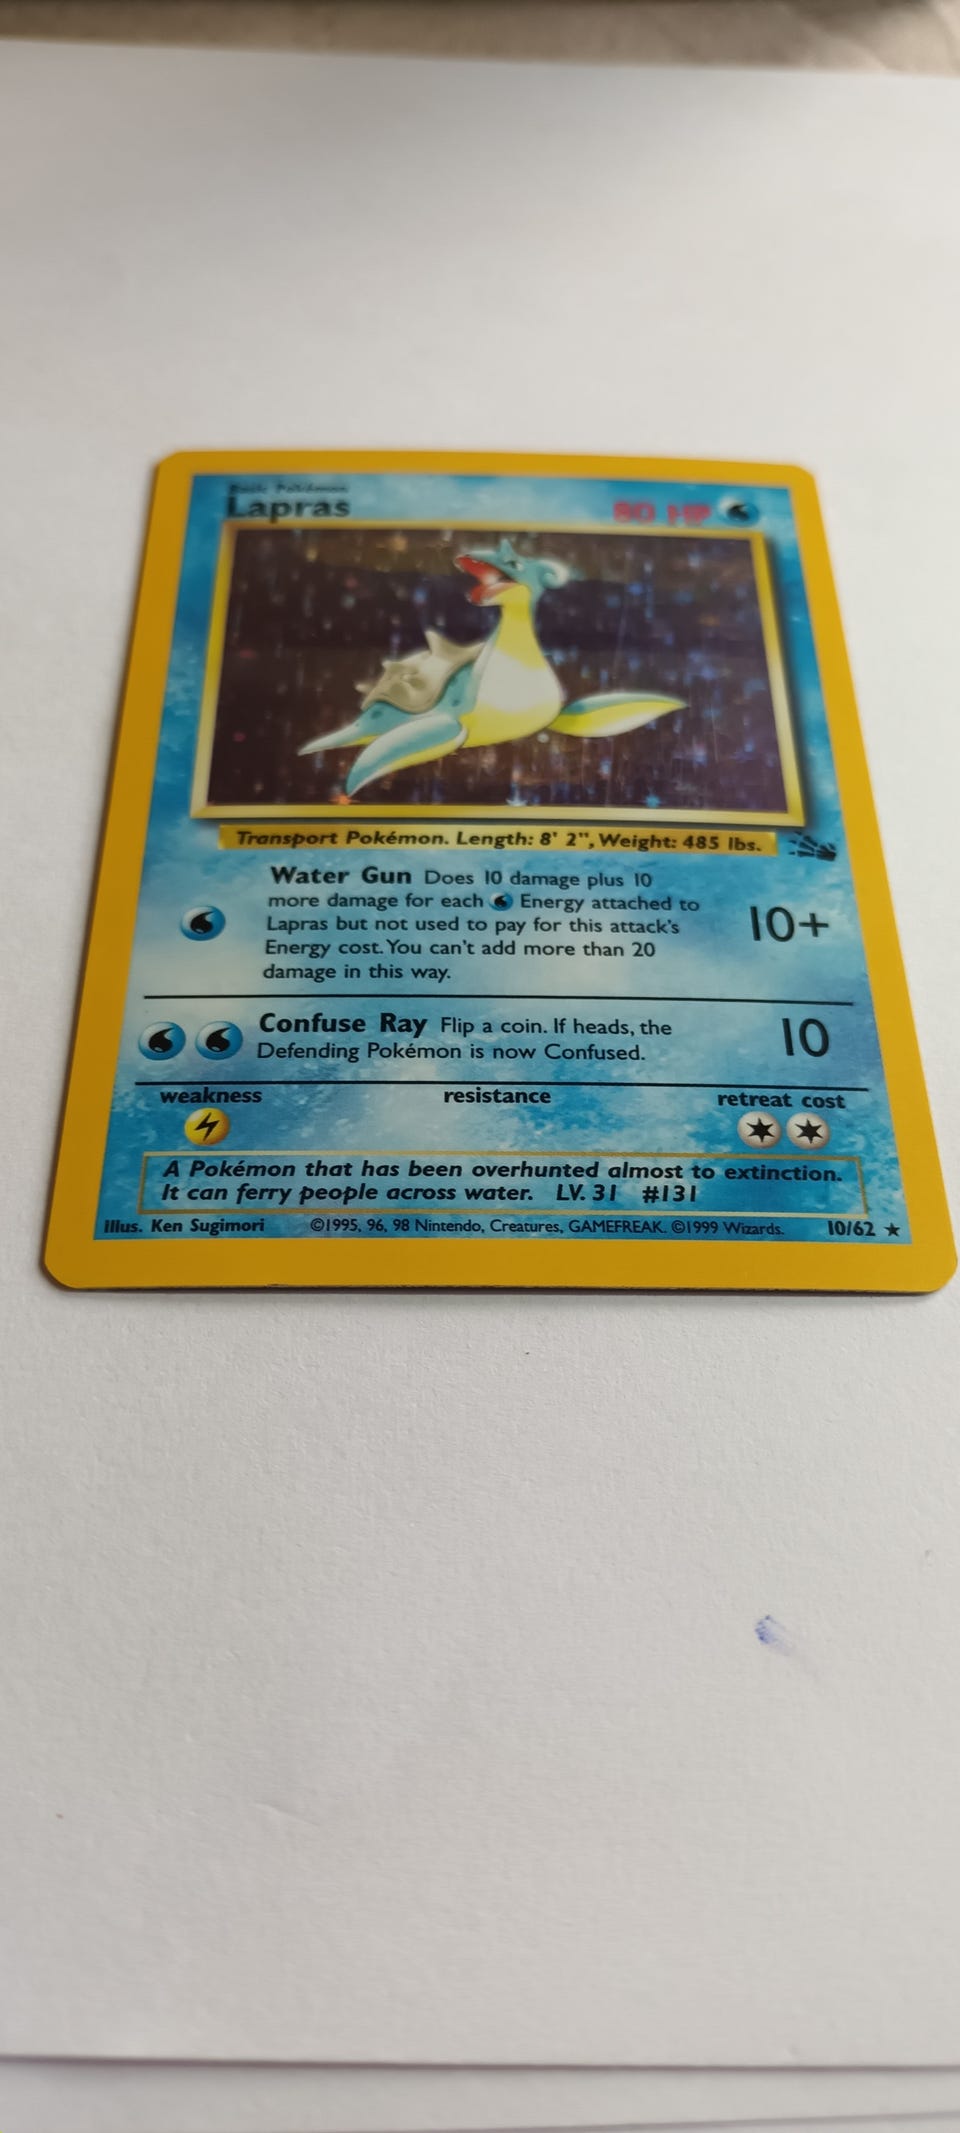 Basic Pokémon
Lapras 80 HP
Transport Pokémon. Length: 8' 2", Weight: 485 lbs.
Water Gun Does 10 damage plus 10
more damage for each Energy attached to
Lapras but not used to pay for this attack's
Energy cost. You can't add more than 20
damage in this way.
10+
Confuse Ray Flip a coin. If heads, the
Defending Pokémon is now Confused.
10
weakness resistance retreat cost
A Pokémon that has been overhunted almost to extinction.
It can ferry people across water. LV. 31 #131
Illus. Ken Sugimori ©1995, 96, 98 Nintendo, Creatures, GAMEFREAK. ©1999 Wizards. 10/62 ★